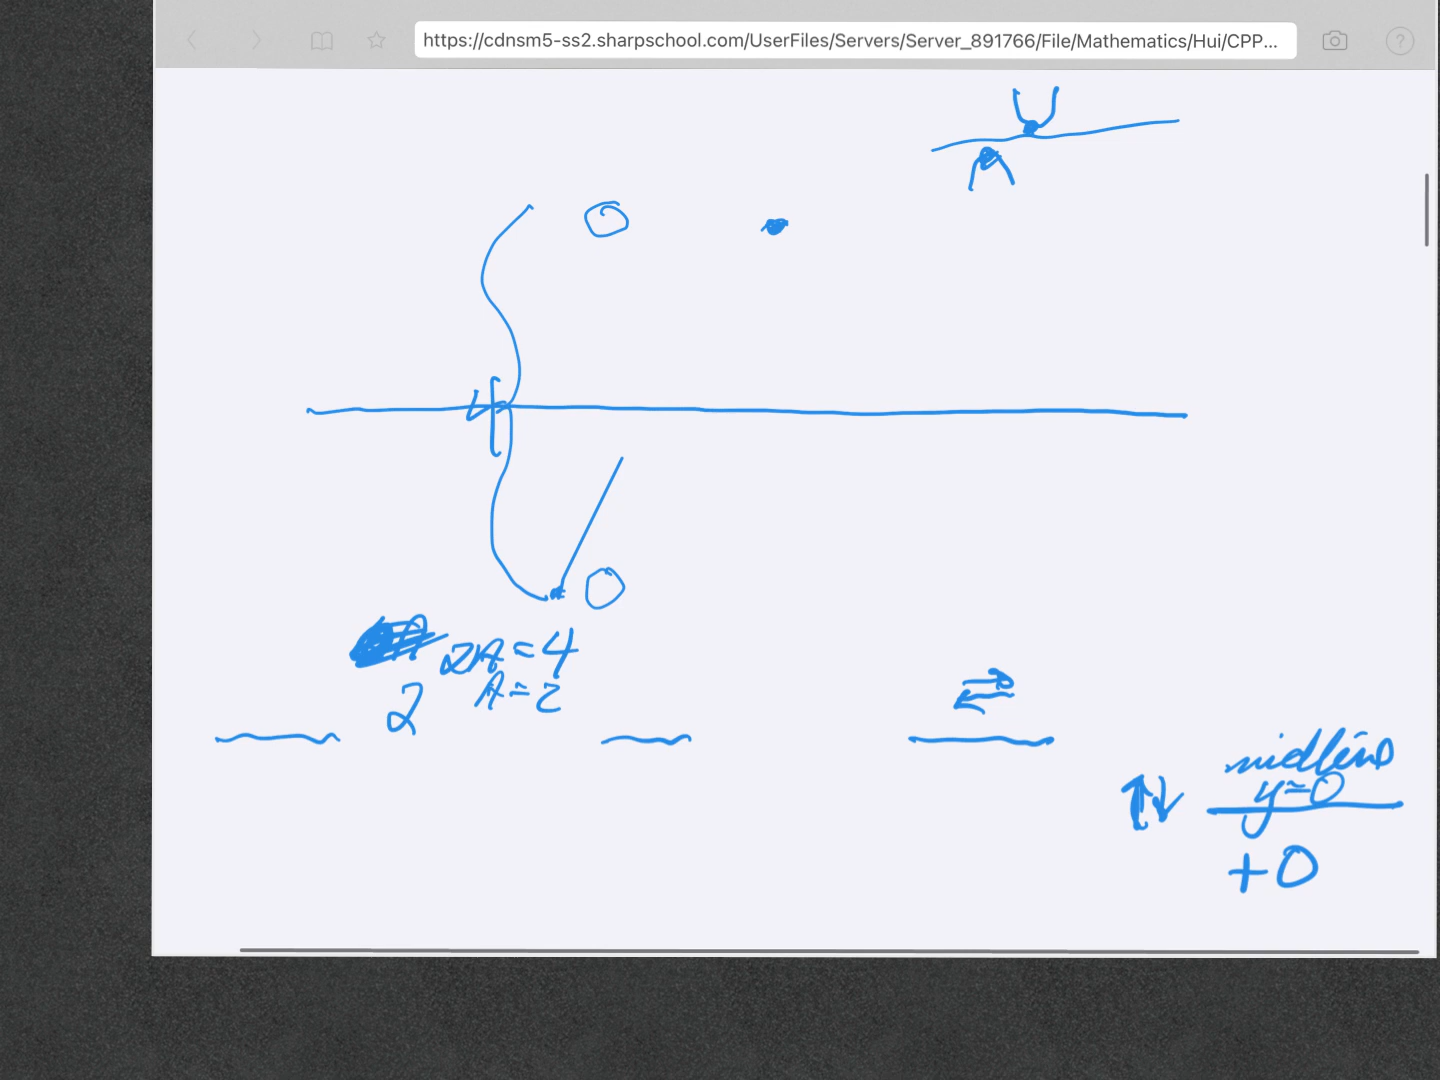 https://cdnsm5-ss2.sharpschool.com/UserFiles/Servers/Server_891766/File/Mathematics/Hui/CPP...
?
4
2A=4
A=2
2
midline
y=0
+0